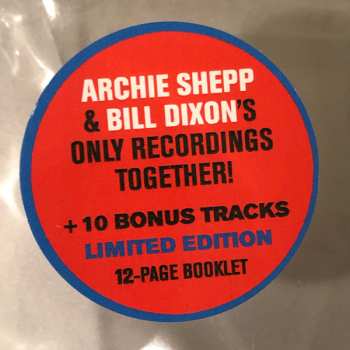 ARCHIE SHEPP
& BILL DIXON'S
ONLY RECORDINGS
TOGETHER!
+ 10 BONUS TRACKS
LIMITED EDITION
12-PAGE BOOKLET